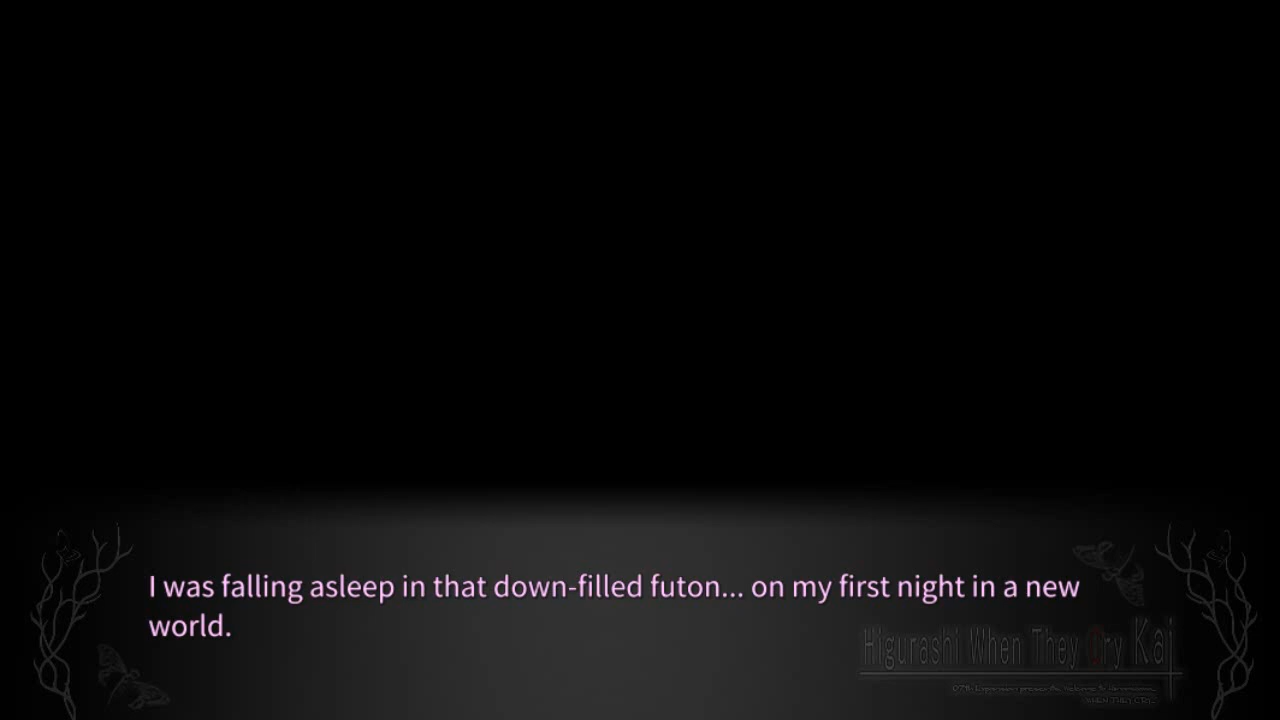 I was falling asleep in that down-filled futon... on my first night in a new
world.
Higurashi When They Cry Kai